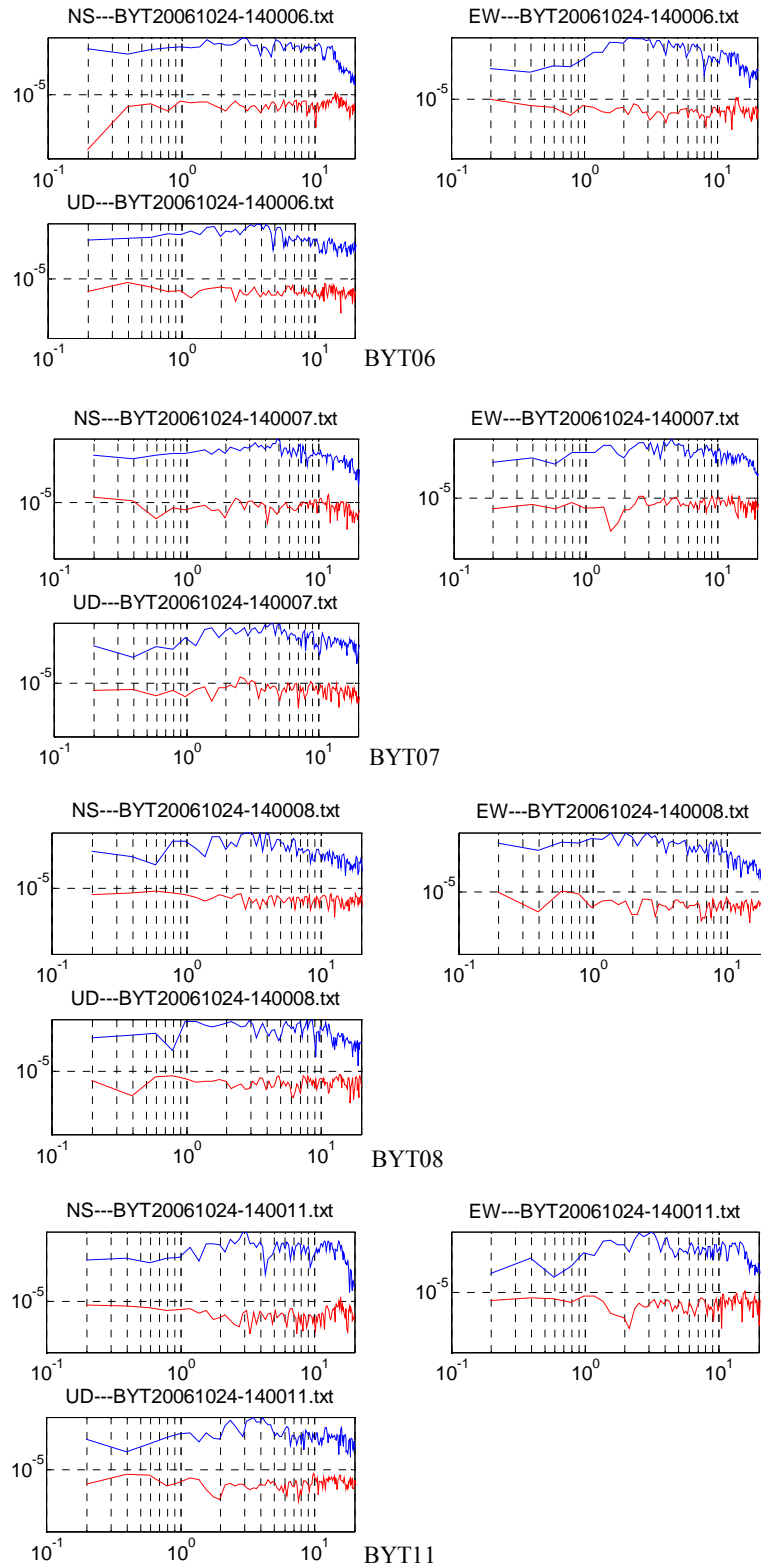 NS---BYT20061024-140006.txt
EW---BYT20061024-140006.txt
10^-5
10^-5
10^-1 10^0 10^1
10^-1 10^0 10^1
UD---BYT20061024-140006.txt
10^-5
10^-1 10^0 10^1
BYT06
NS---BYT20061024-140007.txt
EW---BYT20061024-140007.txt
10^-5
10^-5
10^-1 10^0 10^1
10^-1 10^0 10^1
UD---BYT20061024-140007.txt
10^-5
10^-1 10^0 10^1
BYT07
NS---BYT20061024-140008.txt
EW---BYT20061024-140008.txt
10^-5
10^-5
10^-1 10^0 10^1
10^-1 10^0 10^1
UD---BYT20061024-140008.txt
10^-5
10^-1 10^0 10^1
BYT08
NS---BYT20061024-140011.txt
EW---BYT20061024-140011.txt
10^-5
10^-5
10^-1 10^0 10^1
10^-1 10^0 10^1
UD---BYT20061024-140011.txt
10^-5
10^-1 10^0 10^1
BYT11